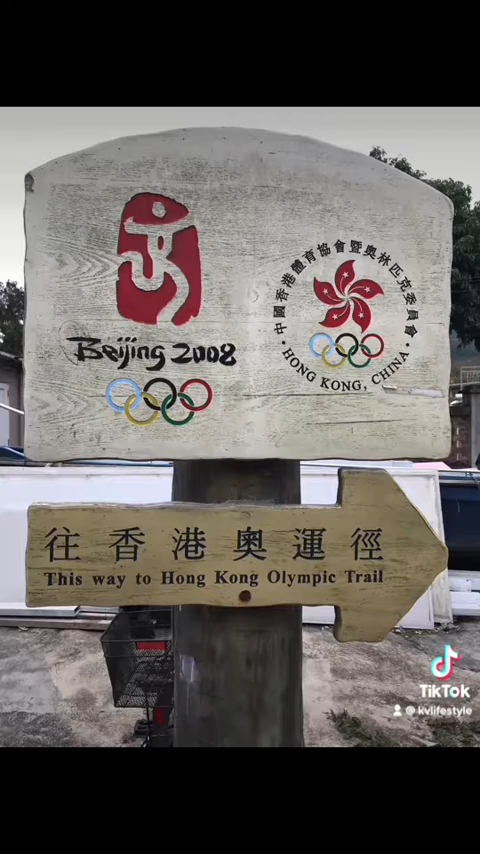 Beijing 2008
·中國香港體育協會暨奧林匹克委員會·
HONG KONG, CHINA
往香港奧運徑
This way to Hong Kong Olympic Trail
TikTok
@kvlifestyle